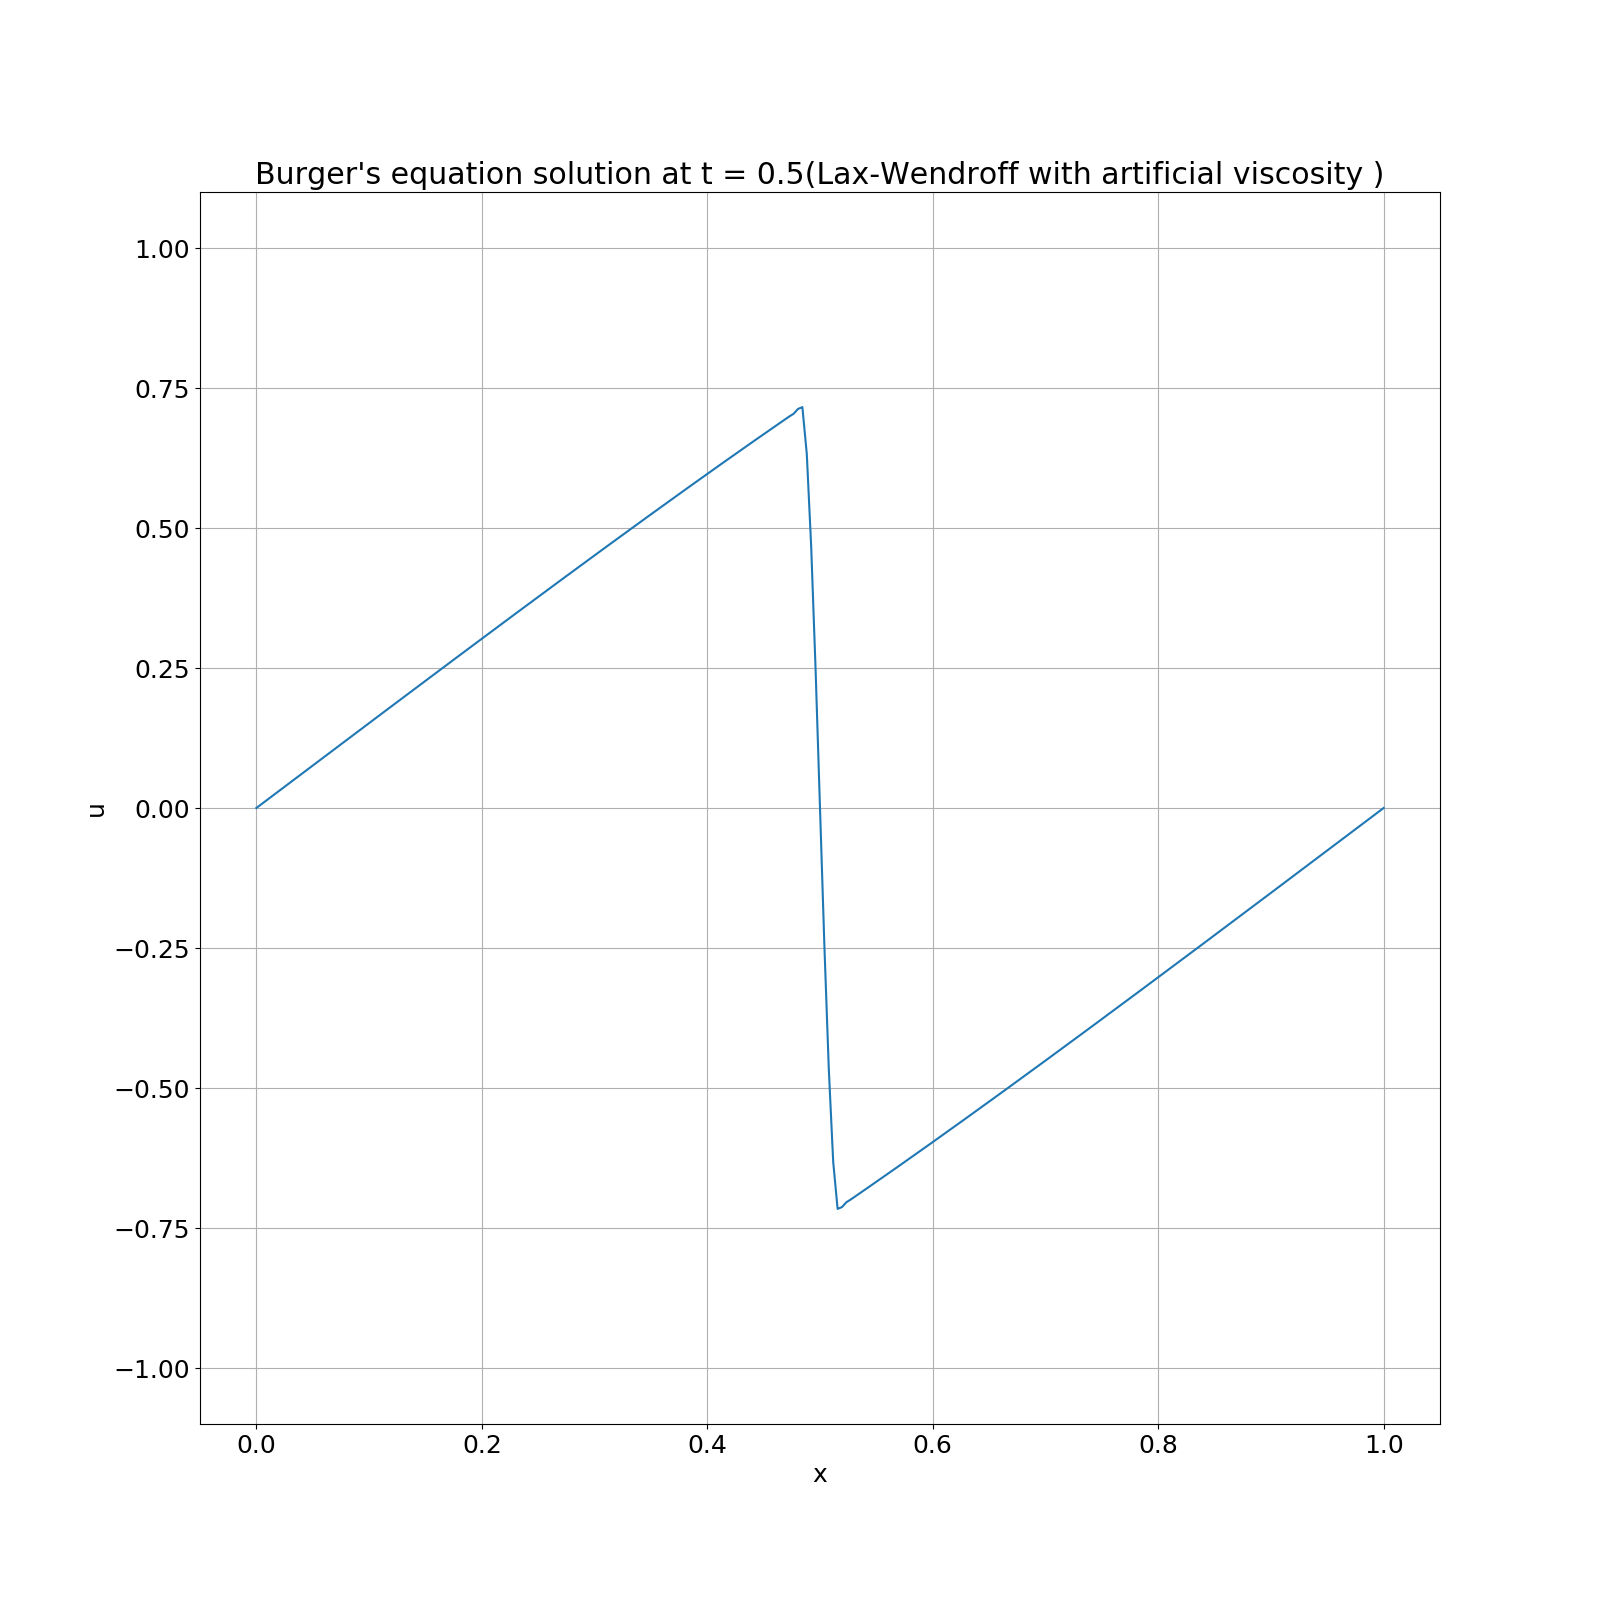 Burger's equation solution at t = 0.5(Lax-Wendroff with artificial viscosity )
1.00
0.75
0.50
0.25
0.00
−0.25
−0.50
−0.75
−1.00
u
0.0 0.2 0.4 0.6 0.8 1.0
x